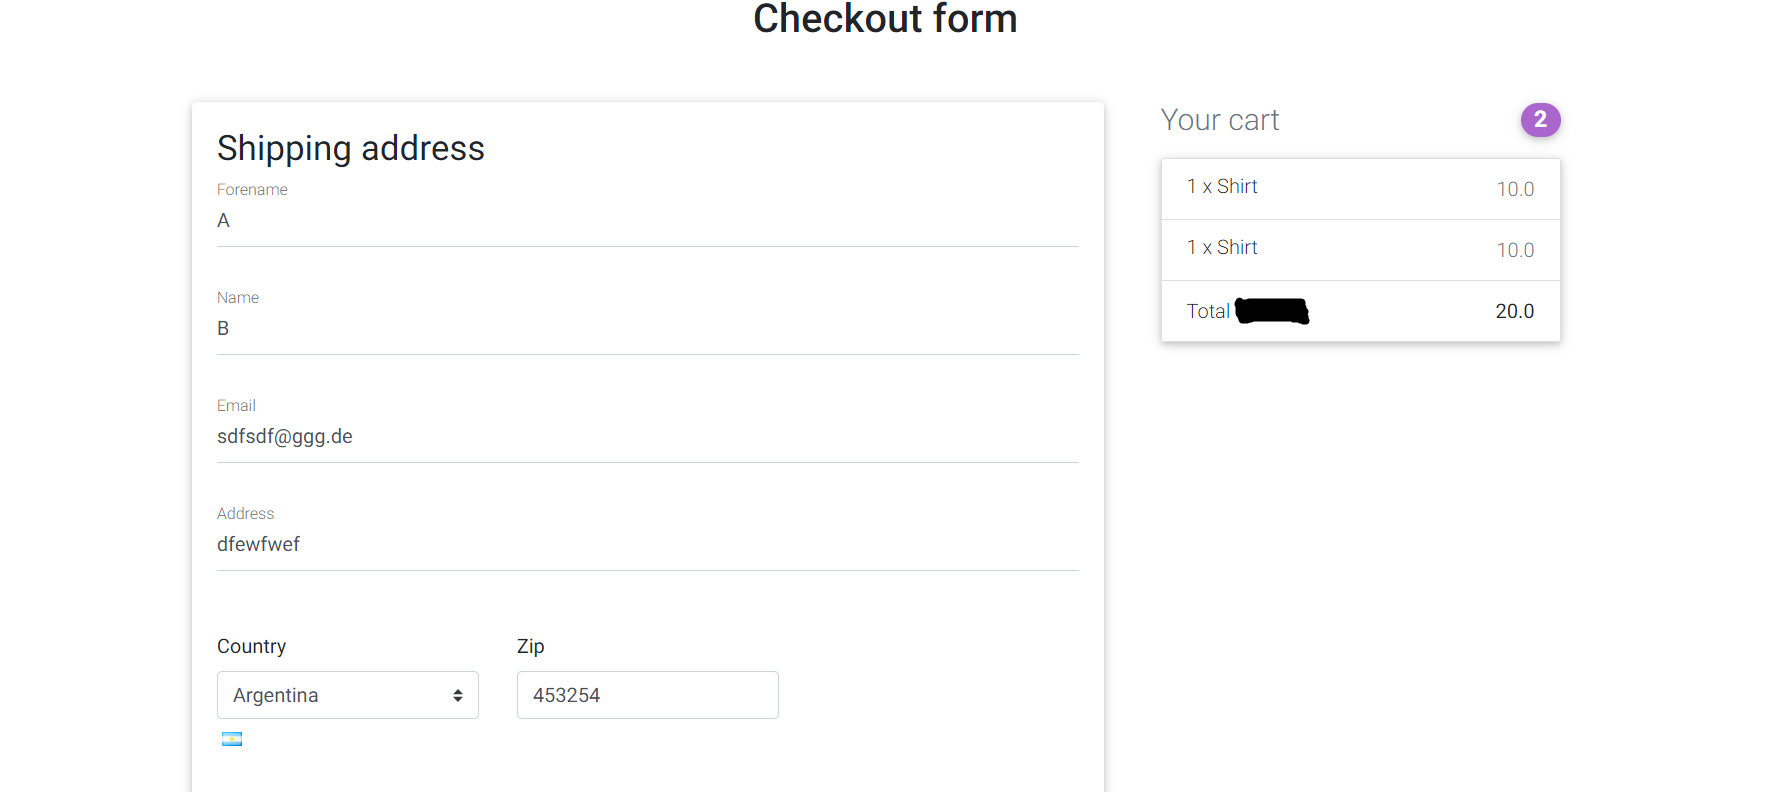 Checkout form
Shipping address
Forename
A
Name
B
Email
sdfsdf@ggg.de
Address
dfewfwef
Country
Argentina
Zip
453254
Your cart
2
1 x Shirt
10.0
1 x Shirt
10.0
Total
20.0